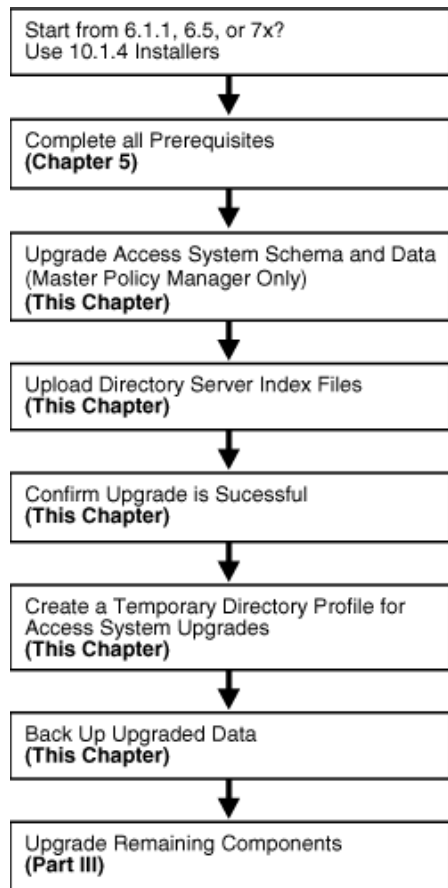 Start from 6.1.1, 6.5, or 7x?
Use 10.1.4 Installers
Complete all Prerequisites
(Chapter 5)
Upgrade Access System Schema and Data
(Master Policy Manager Only)
(This Chapter)
Upload Directory Server Index Files
(This Chapter)
Confirm Upgrade is Sucessful
(This Chapter)
Create a Temporary Directory Profile for
Access System Upgrades
(This Chapter)
Back Up Upgraded Data
(This Chapter)
Upgrade Remaining Components
(Part III)